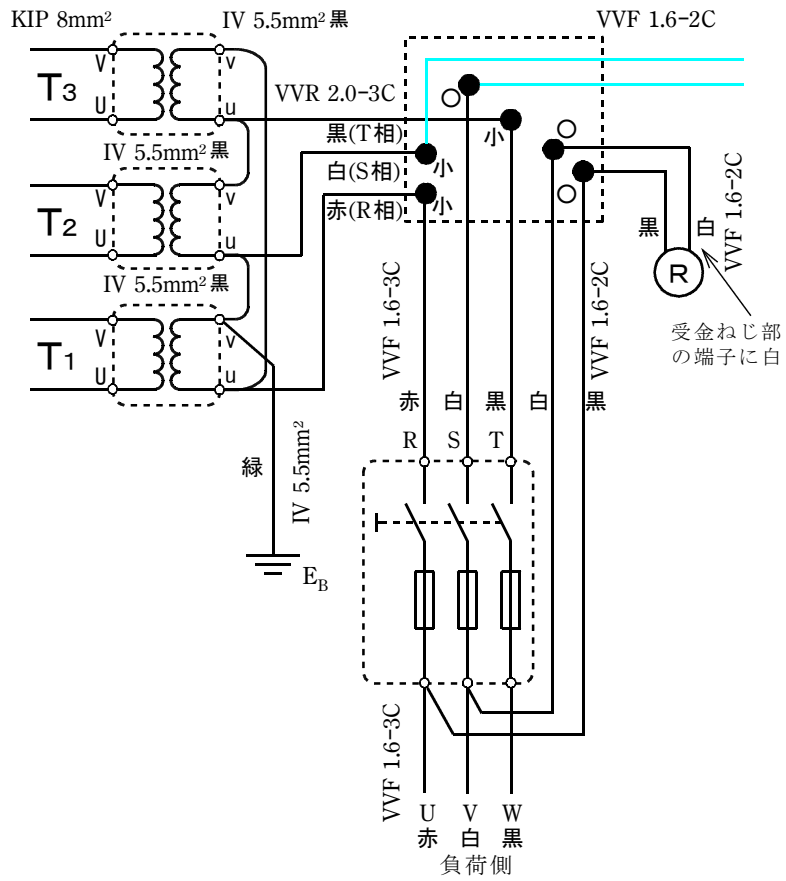 KIP 8mm²
IV 5.5mm² 黒
VVF 1.6-2C
T3
V
U
v
u
VVR 2.0-3C
小
IV 5.5mm² 黒
黒(T相)
白(S相)
赤(R相)
小
小
T2
V
U
v
u
IV 5.5mm² 黒
T1
V
U
v
u
黒
白
VVF 1.6-2C
R
受金ねじ部
の端子に白
VVF 1.6-3C
VVF 1.6-2C
赤
白
黒
白
黒
R
S
T
緑
IV 5.5mm²
EB
VVF 1.6-3C
U
V
W
赤
白
黒
負荷側